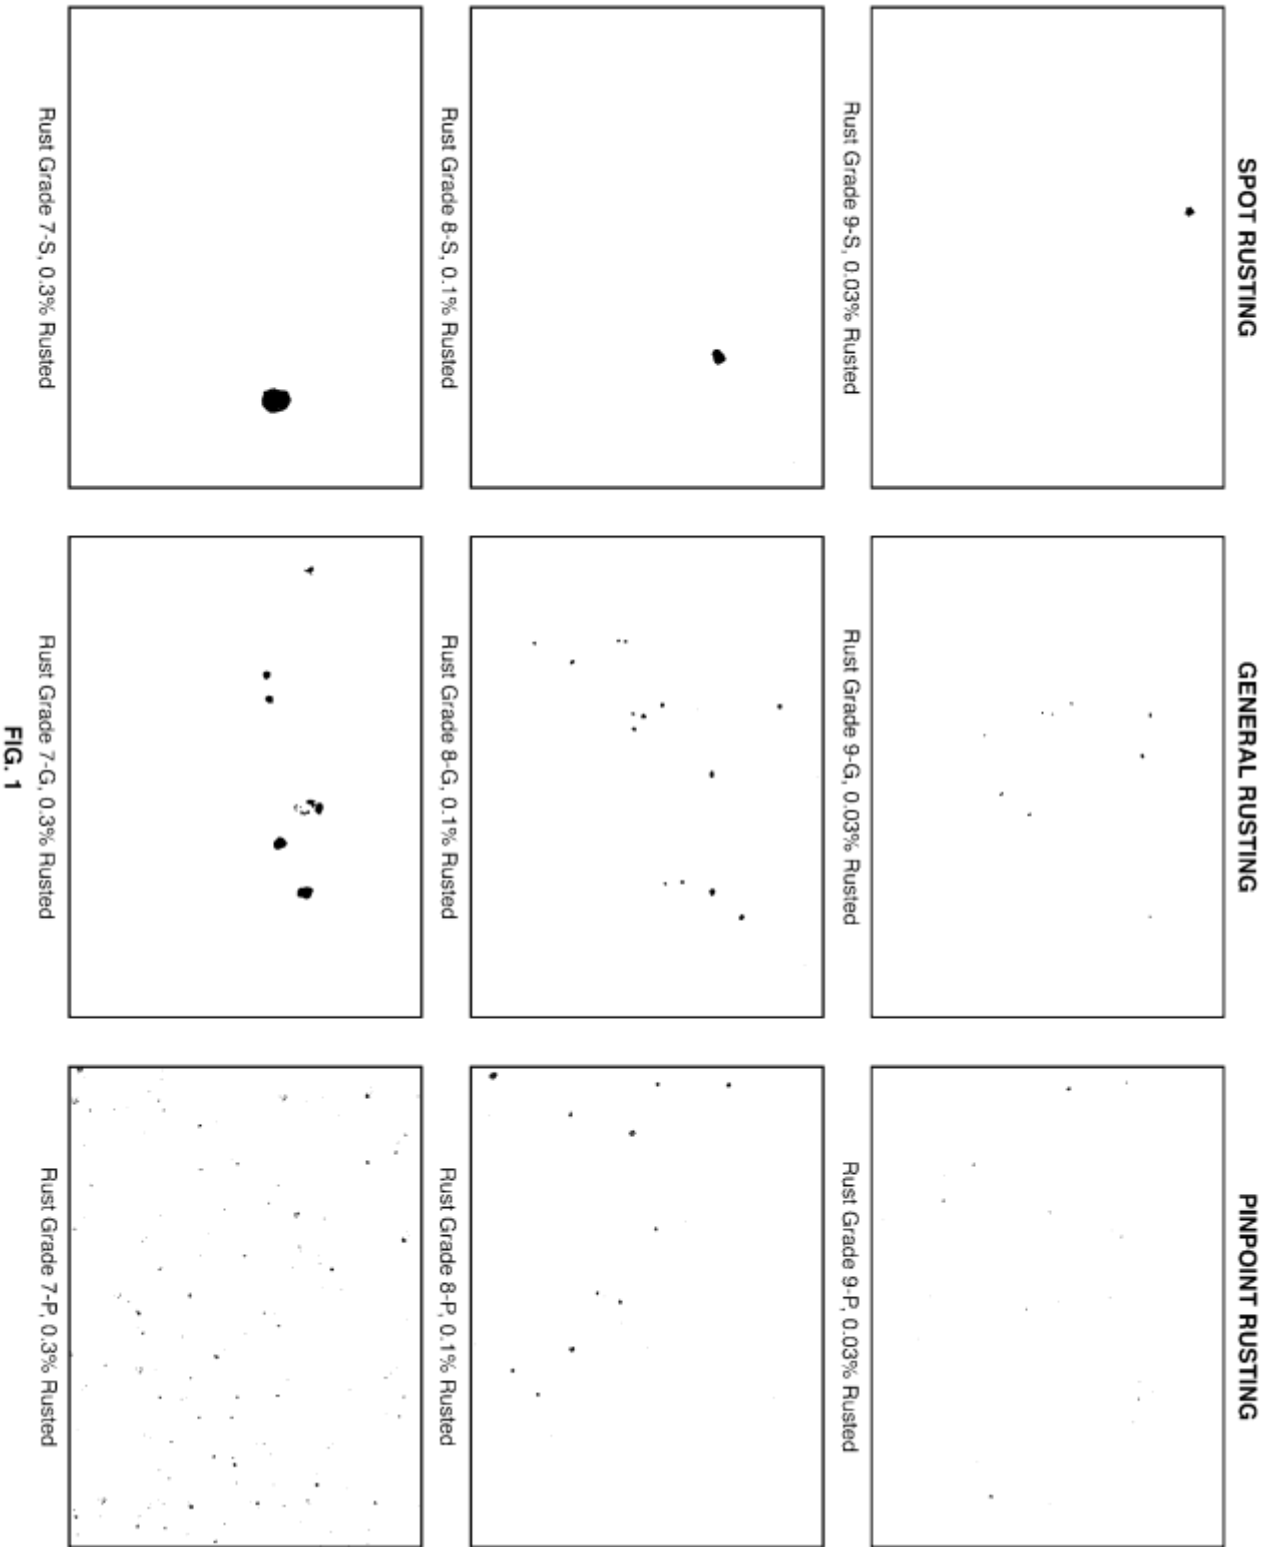 SPOT RUSTING
GENERAL RUSTING
PINPOINT RUSTING
Rust Grade 9-S, 0.03% Rusted
Rust Grade 9-G, 0.03% Rusted
Rust Grade 9-P, 0.03% Rusted
Rust Grade 8-S, 0.1% Rusted
Rust Grade 8-G, 0.1% Rusted
Rust Grade 8-P, 0.1% Rusted
Rust Grade 7-S, 0.3% Rusted
Rust Grade 7-G, 0.3% Rusted
Rust Grade 7-P, 0.3% Rusted
FIG. 1